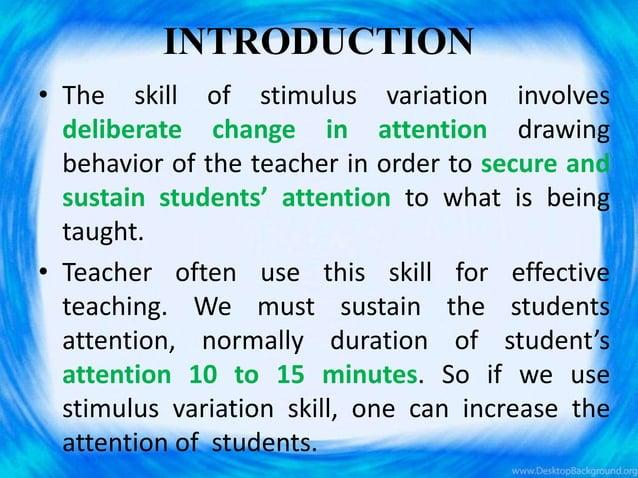 INTRODUCTION
• The skill of stimulus variation involves
deliberate change in attention drawing
behavior of the teacher in order to secure and
sustain students’ attention to what is being
taught.
• Teacher often use this skill for effective
teaching. We must sustain the students
attention, normally duration of student’s
attention 10 to 15 minutes. So if we use
stimulus variation skill, one can increase the
attention of students.
www.DesktopBackground.org